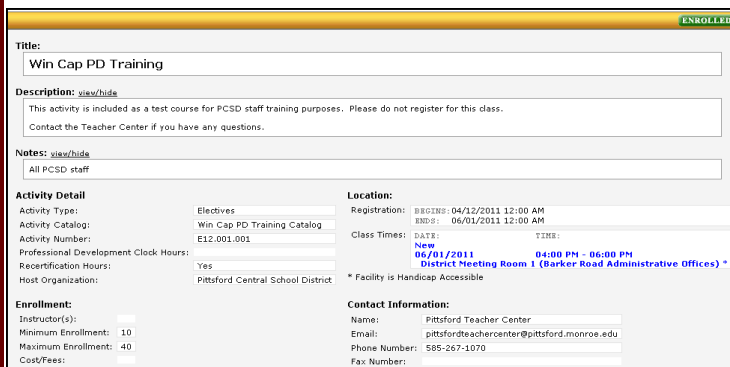 ENROLLED
Title:
Win Cap PD Training
Description: view/hide
This activity is included as a test course for PCSD staff training purposes. Please do not register for this class.
Contact the Teacher Center if you have any questions.
Notes: view/hide
All PCSD staff
Activity Detail
Activity Type: Electives
Activity Catalog: Win Cap PD Training Catalog
Activity Number: E12.001.001
Professional Development Clock Hours:
Recertification Hours: Yes
Host Organization: Pittsford Central School District
Location:
Registration: BEGINS: 04/12/2011 12:00 AM
ENDS: 06/01/2011 12:00 AM
Class Times: DATE: TIME:
New
06/01/2011 04:00 PM - 06:00 PM
District Meeting Room 1 (Barker Road Administrative Offices) *
* Facility is Handicap Accessible
Enrollment:
Instructor(s):
Minimum Enrollment: 10
Maximum Enrollment: 40
Cost/Fees:
Contact Information:
Name: Pittsford Teacher Center
Email: pittsfordteachercenter@pittsford.monroe.edu
Phone Number: 585-267-1070
Fax Number: